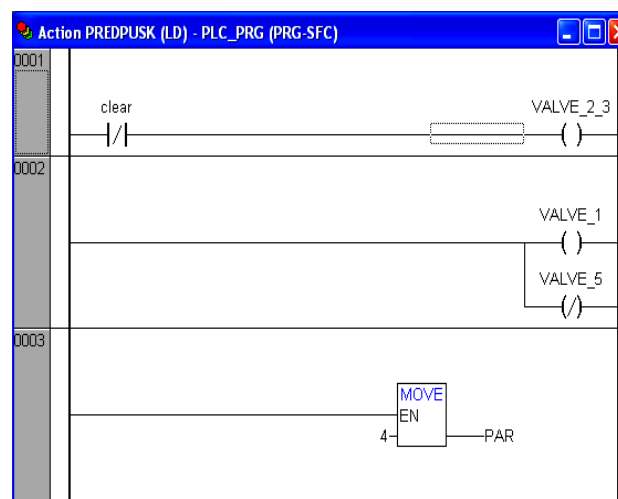 Action PREDPUSK (LD) - PLC_PRG (PRG-SFC)
0001
clear
VALVE_2_3
0002
VALVE_1
VALVE_5
0003
MOVE
EN
4
PAR